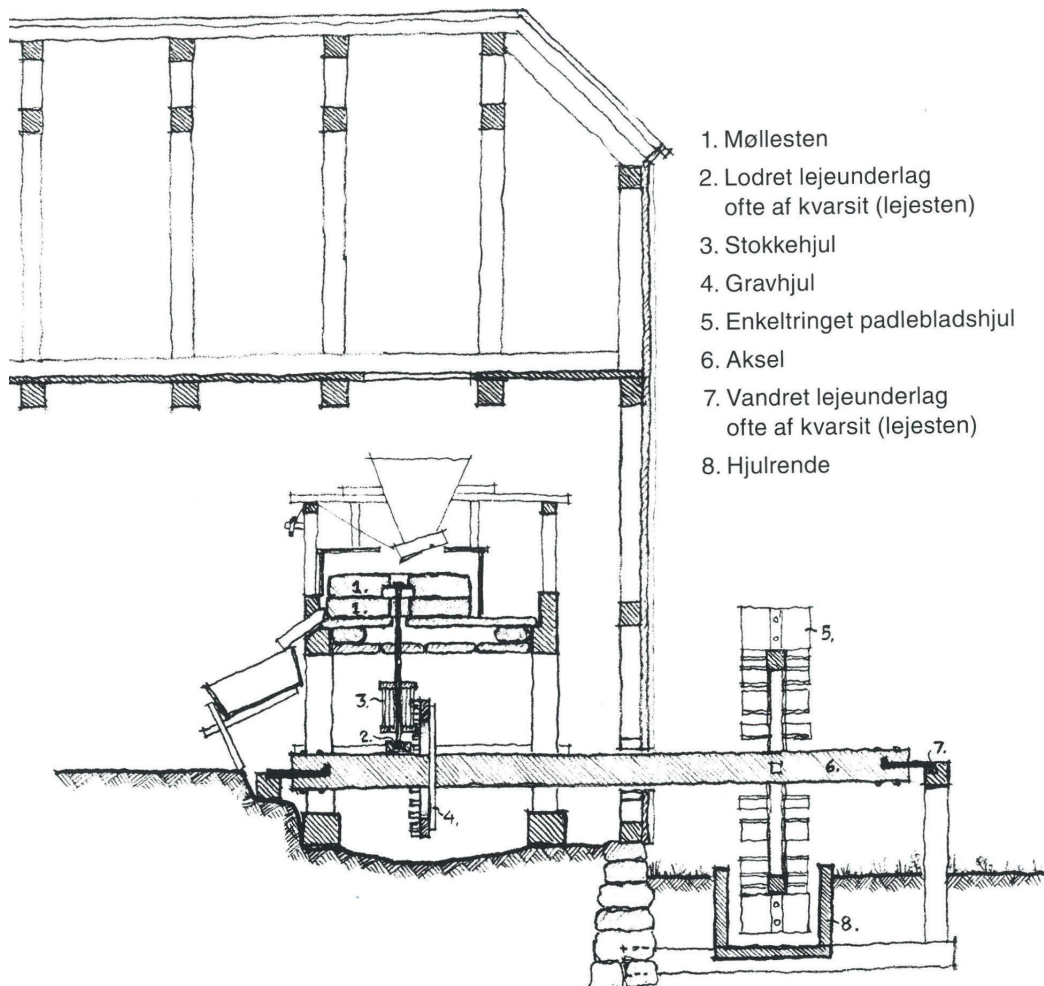 1. Møllesten
2. Lodret lejeunderlag
ofte af kvarsit (lejesten)
3. Stokkehjul
4. Gravhjul
5. Enkeltringet padlebladshjul
6. Aksel
7. Vandret lejeunderlag
ofte af kvarsit (lejesten)
8. Hjulrende
1.
1.
5.
3.
2.
7.
6.
4.
8.